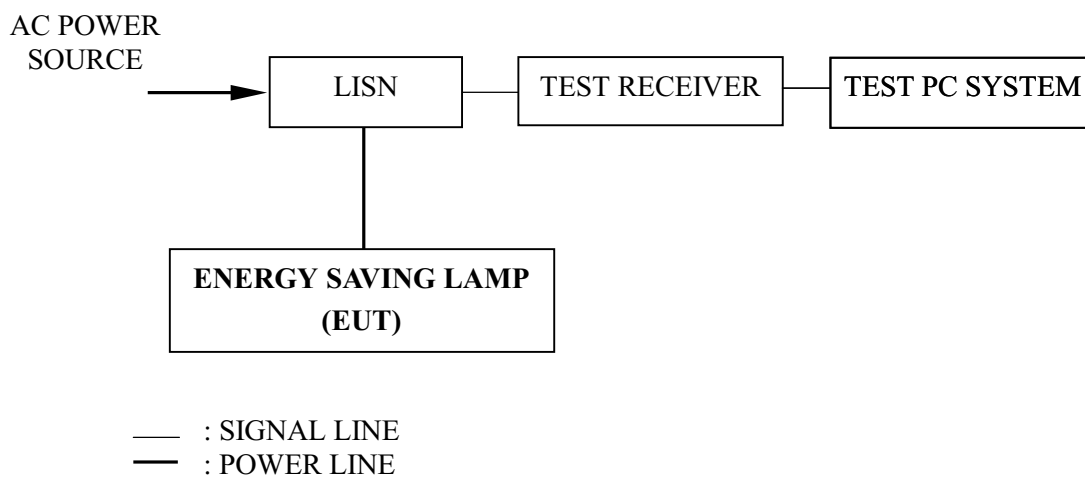 AC POWER
SOURCE
LISN
TEST RECEIVER
TEST PC SYSTEM
ENERGY SAVING LAMP
(EUT)
: SIGNAL LINE
: POWER LINE